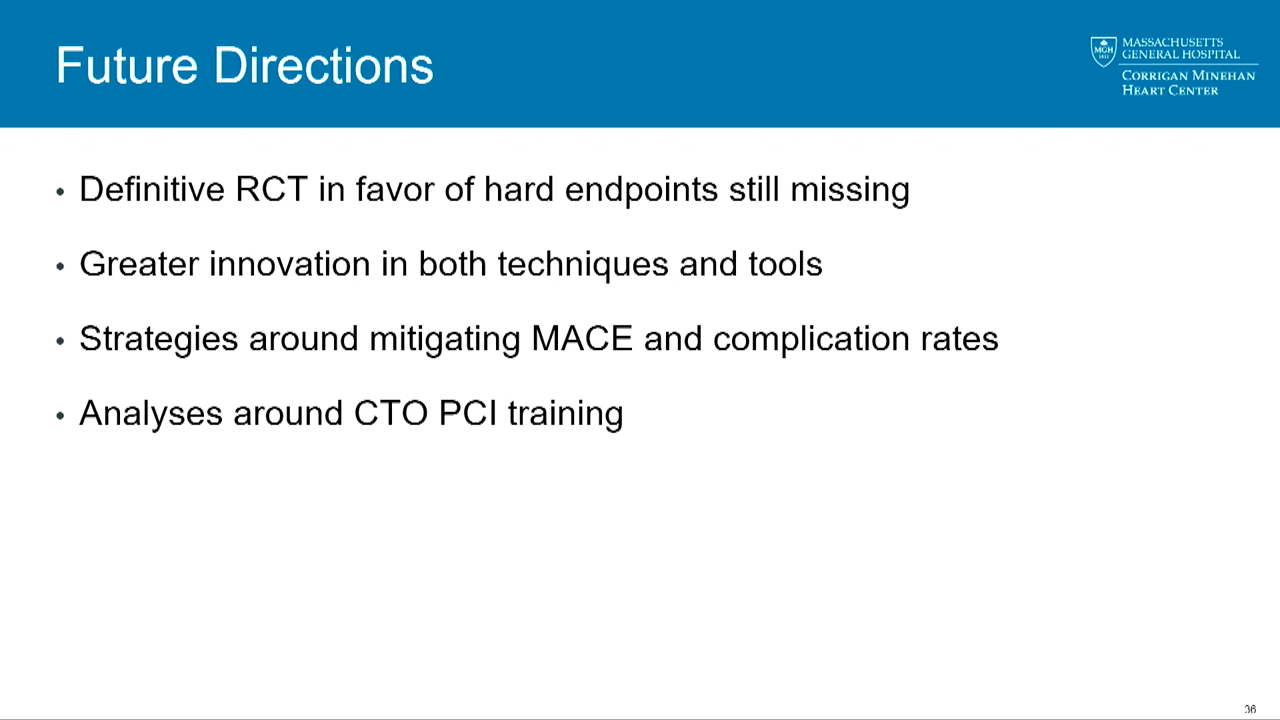 Future Directions
MASSACHUSETTS
GENERAL HOSPITAL
CORRIGAN MINEHAN
HEART CENTER
MGH
1811
• Definitive RCT in favor of hard endpoints still missing
• Greater innovation in both techniques and tools
• Strategies around mitigating MACE and complication rates
• Analyses around CTO PCI training
36